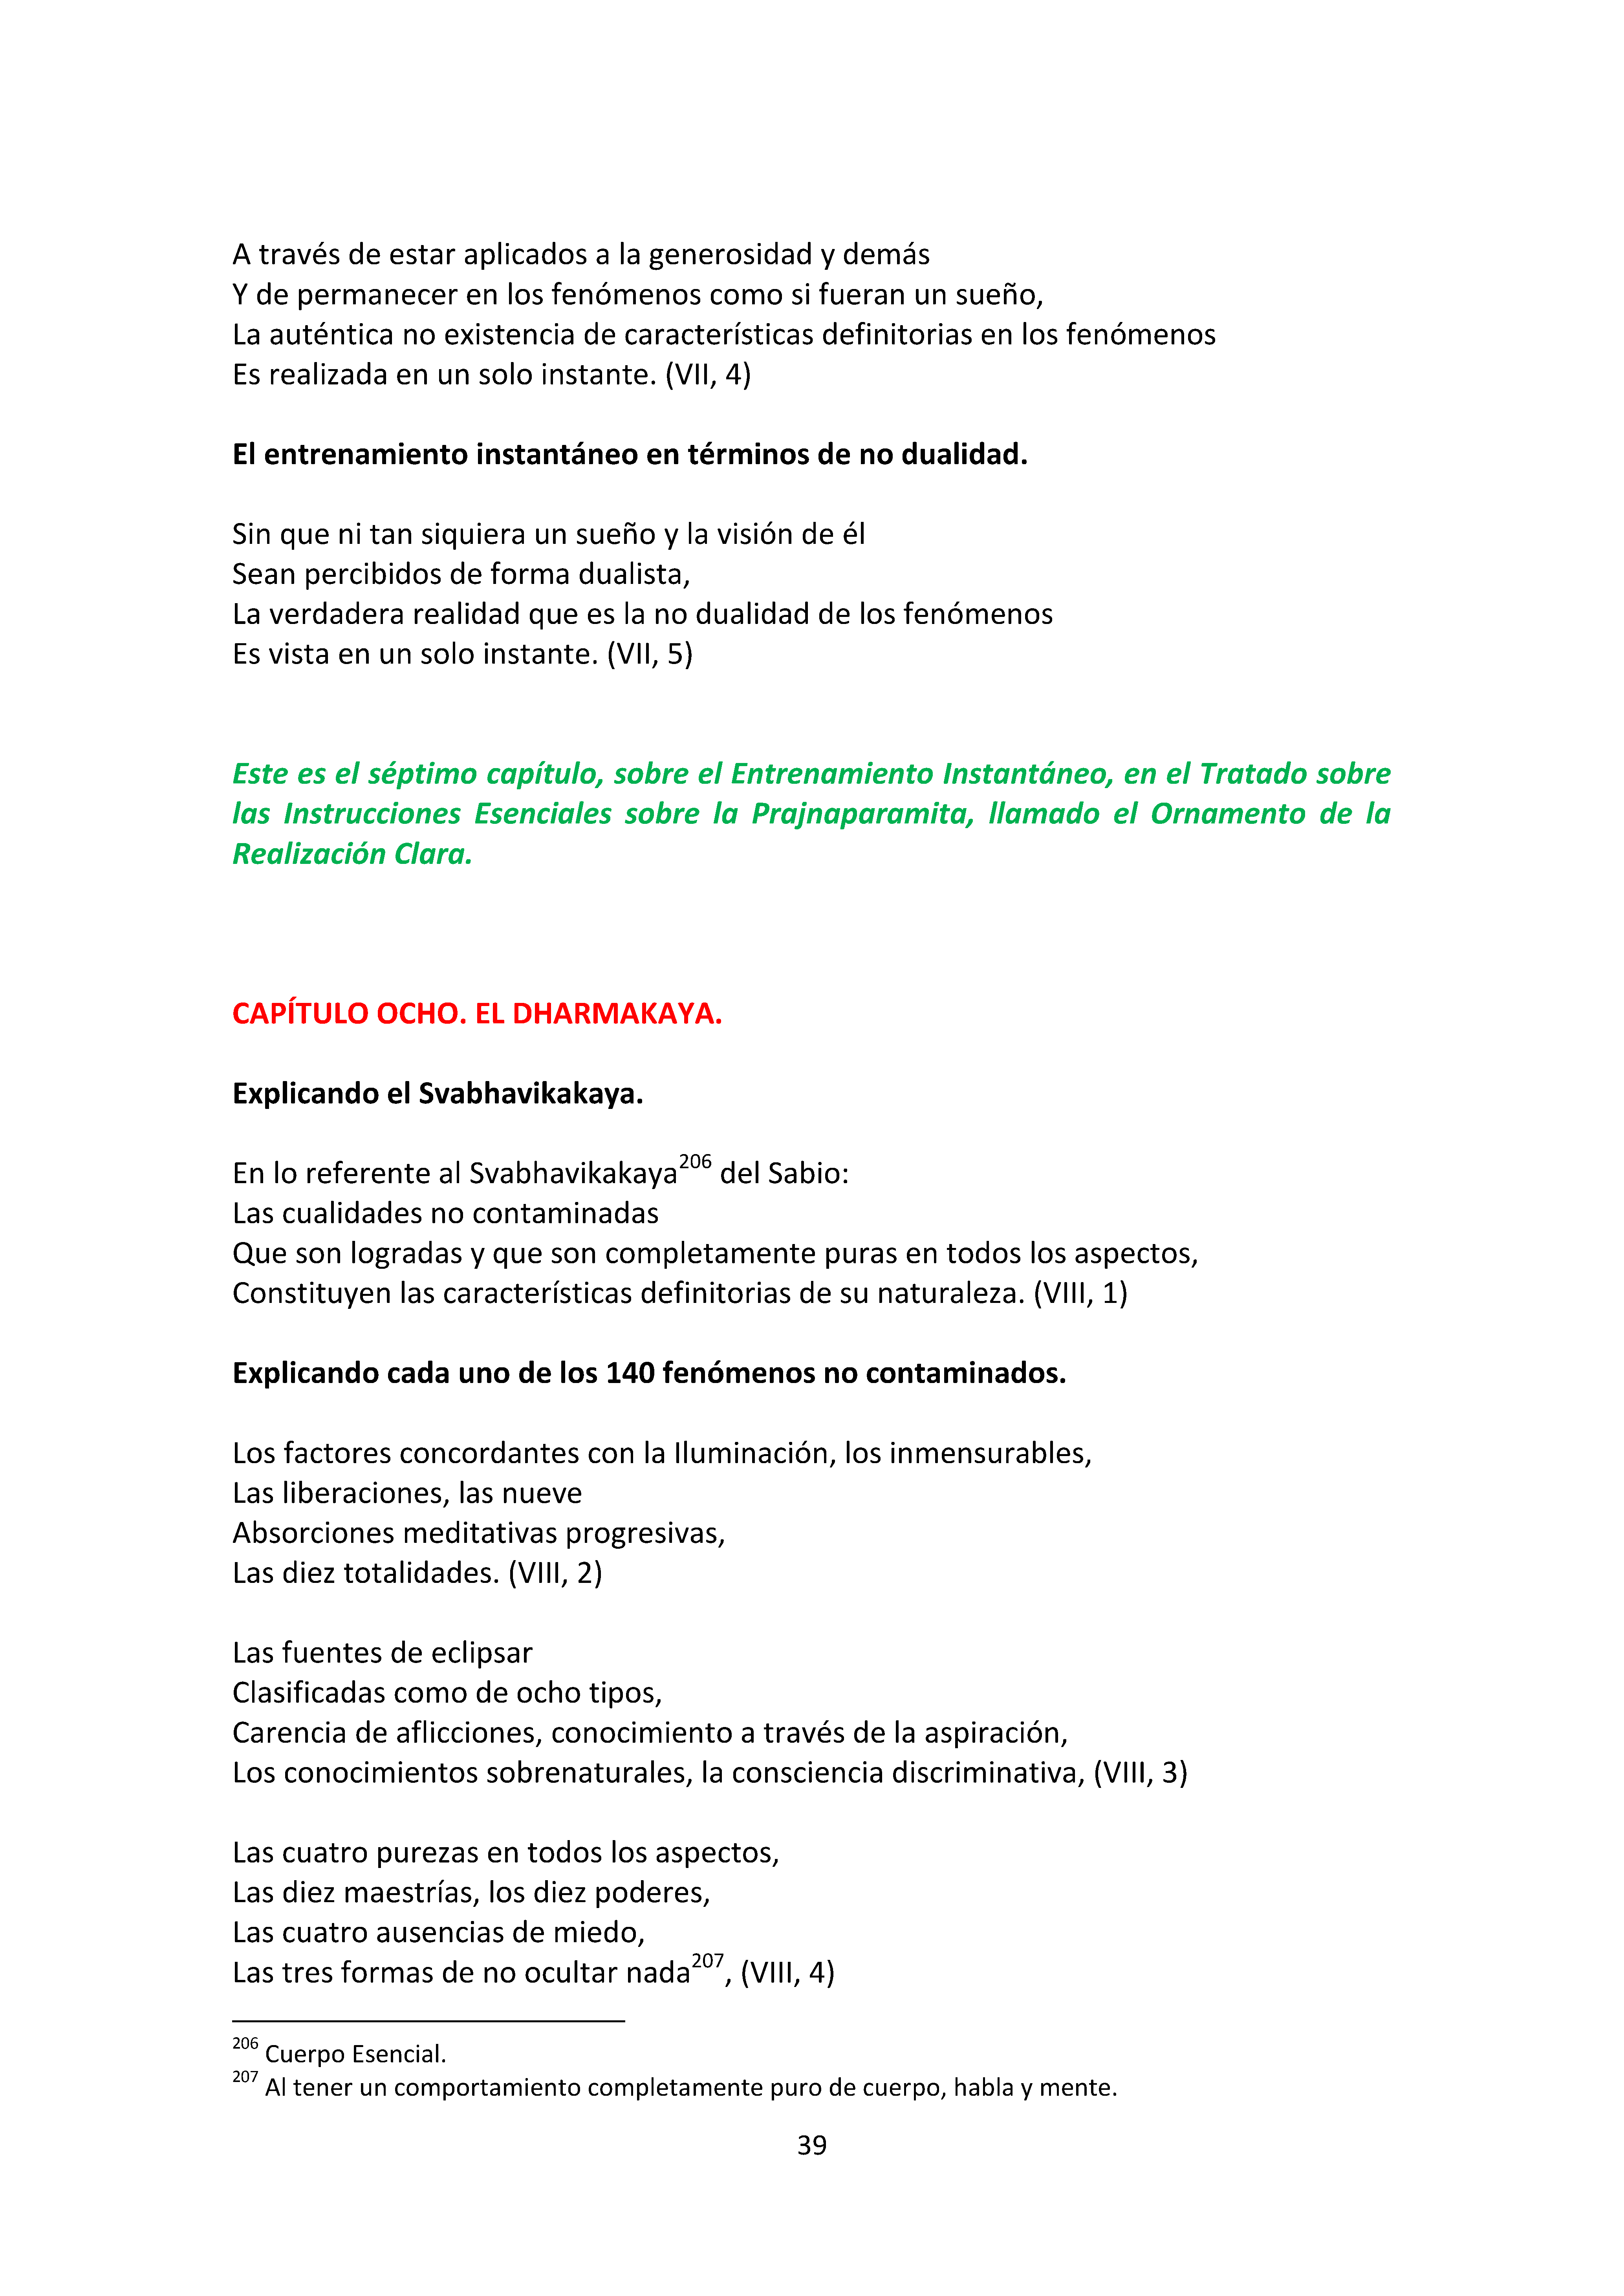 A través de estar aplicados a la generosidad y demás
Y de permanecer en los fenómenos como si fueran un sueño,
La auténtica no existencia de características definitorias en los fenómenos
Es realizada en un solo instante. (VII, 4)
El entrenamiento instantáneo en términos de no dualidad.
Sin que ni tan siquiera un sueño y la visión de él
Sean percibidos de forma dualista,
La verdadera realidad que es la no dualidad de los fenómenos
Es vista en un solo instante. (VII, 5)
Este es el séptimo capítulo, sobre el Entrenamiento Instantáneo, en el Tratado sobre
las Instrucciones Esenciales sobre la Prajnaparamita, llamado el Ornamento de la
Realización Clara.
CAPÍTULO OCHO. EL DHARMAKAYA.
Explicando el Svabhavikakaya.
En lo referente al Svabhavikakaya206 del Sabio:
Las cualidades no contaminadas
Que son logradas y que son completamente puras en todos los aspectos,
Constituyen las características definitorias de su naturaleza. (VIII, 1)
Explicando cada uno de los 140 fenómenos no contaminados.
Los factores concordantes con la Iluminación, los inmensurables,
Las liberaciones, las nueve
Absorciones meditativas progresivas,
Las diez totalidades. (VIII, 2)
Las fuentes de eclipsar
Clasificadas como de ocho tipos,
Carencia de aflicciones, conocimiento a través de la aspiración,
Los conocimientos sobrenaturales, la consciencia discriminativa, (VIII, 3)
Las cuatro purezas en todos los aspectos,
Las diez maestrías, los diez poderes,
Las cuatro ausencias de miedo,
Las tres formas de no ocultar nada207, (VIII, 4)
206 Cuerpo Esencial.
207 Al tener un comportamiento completamente puro de cuerpo, habla y mente.
39